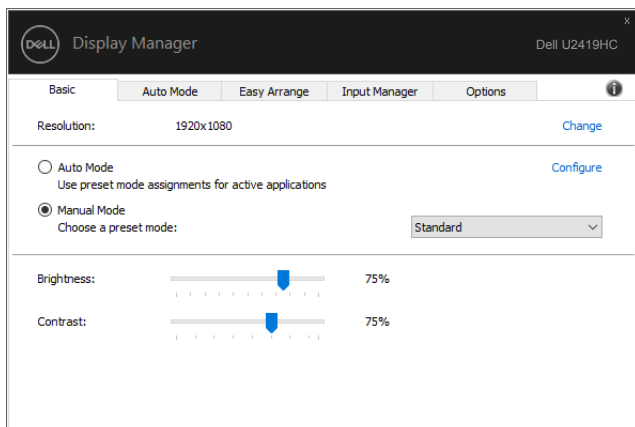 x
DELL Display Manager Dell U2419HC
Basic Auto Mode Easy Arrange Input Manager Options i
Resolution: 1920x1080 Change
Auto Mode Configure
Use preset mode assignments for active applications
Manual Mode
Choose a preset mode: Standard
Brightness: 75%
Contrast: 75%